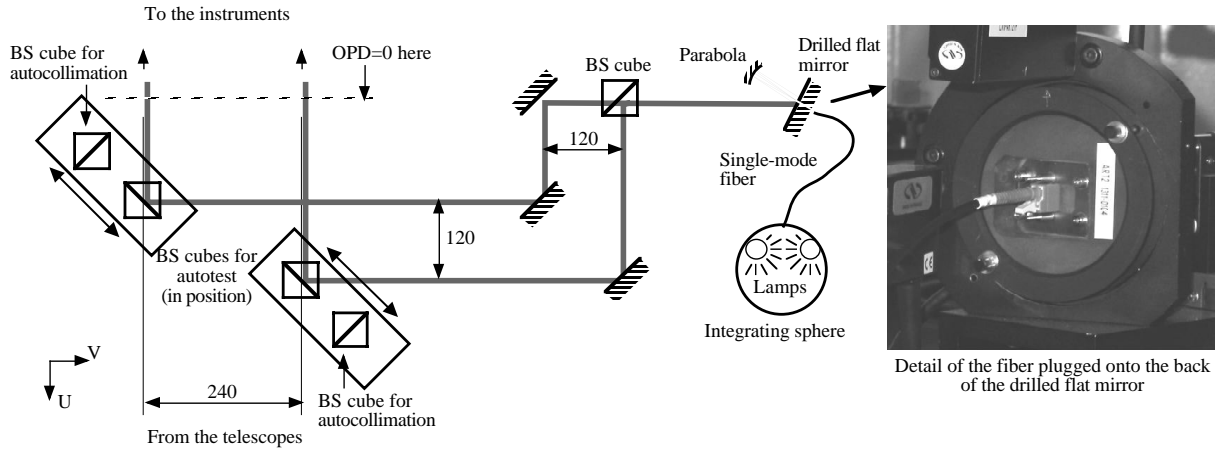 To the instruments
BS cube for
autocollimation
OPD=0 here
BS cube
Parabola
Drilled flat
mirror
120
Single-mode
fiber
120
BS cubes for
autotest
(in position)
Lamps
Integrating sphere
V
U
240
BS cube for
autocollimation
From the telescopes
Detail of the fiber plugged onto the back
of the drilled flat mirror